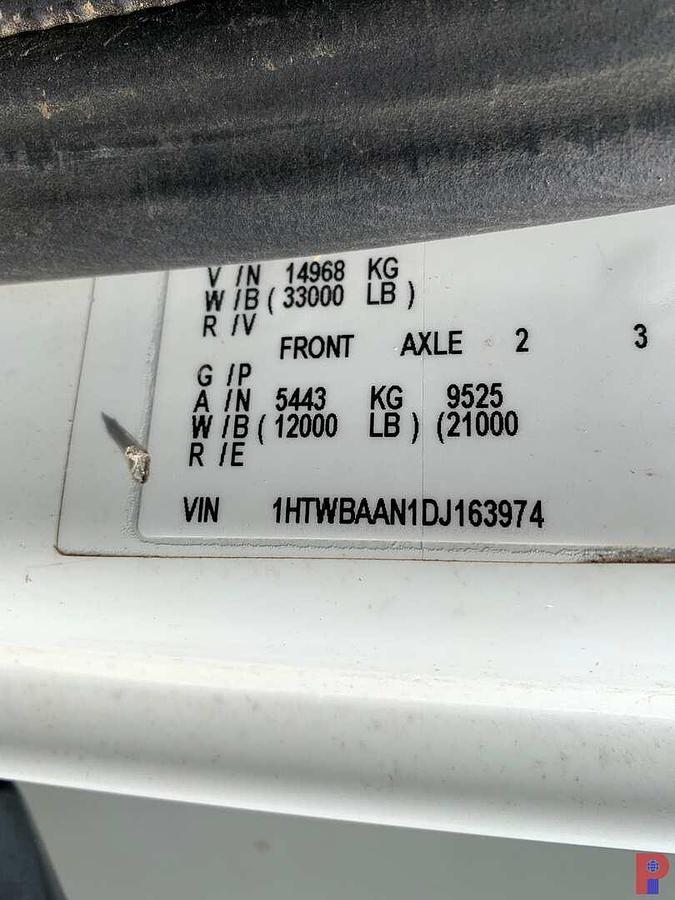 V /N 14968 KG
W /B ( 33000 LB )
R /V
FRONT AXLE 2 3
G /P
A /N 5443 KG 9525
W /B ( 12000 LB ) (21000
R /E
VIN 1HTWBAAN1DJ163974